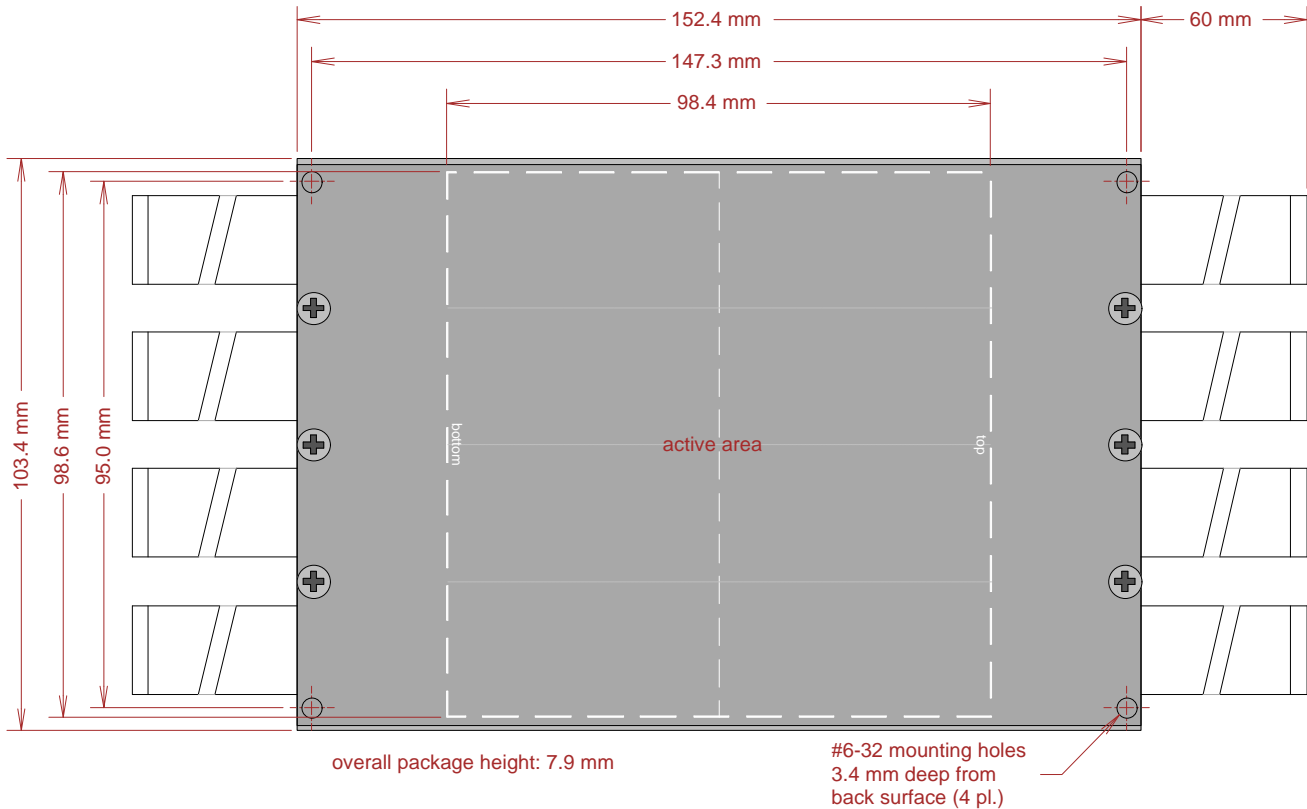 152.4 mm
60 mm
147.3 mm
98.4 mm
103.4 mm
98.6 mm
95.0 mm
bottom
active area
top
overall package height: 7.9 mm
#6-32 mounting holes
3.4 mm deep from
back surface (4 pl.)